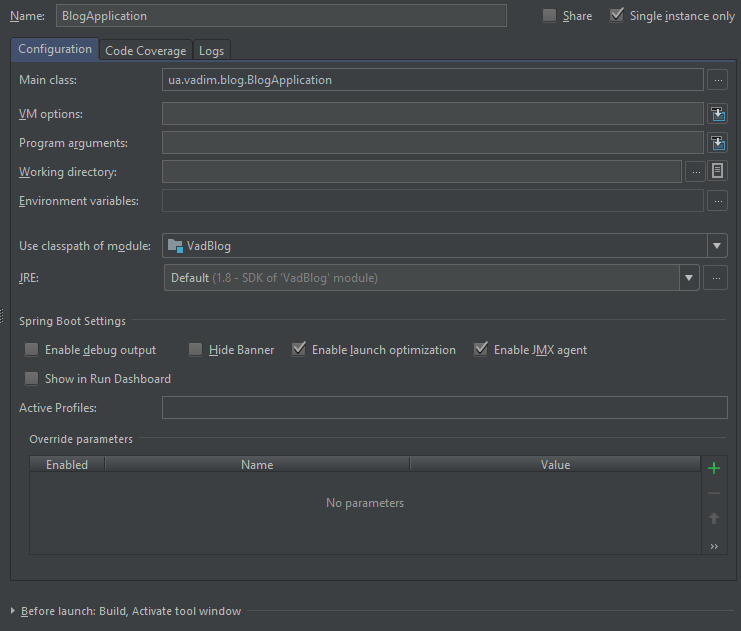 Name: BlogApplication Share Single instance only
Configuration Code Coverage Logs
Main class: ua.vadim.blog.BlogApplication ...
VM options:
Program arguments:
Working directory: ...
Environment variables: ...
Use classpath of module: VadBlog
JRE: Default (1.8 - SDK of 'VadBlog' module) ...
Spring Boot Settings
Enable debug output Hide Banner Enable launch optimization Enable JMX agent
Show in Run Dashboard
Active Profiles:
Override parameters
Enabled Name Value
No parameters
Before launch: Build, Activate tool window